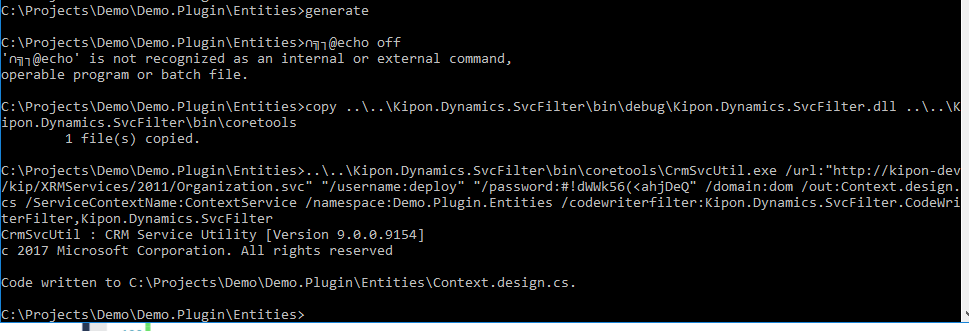 C:\Projects\Demo\Demo.Plugin\Entities>generate
C:\Projects\Demo\Demo.Plugin\Entities>∩╗┐@echo off
'∩╗┐@echo' is not recognized as an internal or external command,
operable program or batch file.
C:\Projects\Demo\Demo.Plugin\Entities>copy ..\..\Kipon.Dynamics.SvcFilter\bin\debug\Kipon.Dynamics.SvcFilter.dll ..\..\K
ipon.Dynamics.SvcFilter\bin\coretools
1 file(s) copied.
C:\Projects\Demo\Demo.Plugin\Entities>..\..\Kipon.Dynamics.SvcFilter\bin\coretools\CrmSvcUtil.exe /url:"http://kipon-dev
/kip/XRMServices/2011/Organization.svc" "/username:deploy" "/password:#!dWWk56(<ahjDeQ" /domain:dom /out:Context.design.
cs /ServiceContextName:ContextService /namespace:Demo.Plugin.Entities /codewriterfilter:Kipon.Dynamics.SvcFilter.CodeWri
terFilter,Kipon.Dynamics.SvcFilter
CrmSvcUtil : CRM Service Utility [Version 9.0.0.9154]
c 2017 Microsoft Corporation. All rights reserved
Code written to C:\Projects\Demo\Demo.Plugin\Entities\Context.design.cs.
C:\Projects\Demo\Demo.Plugin\Entities>